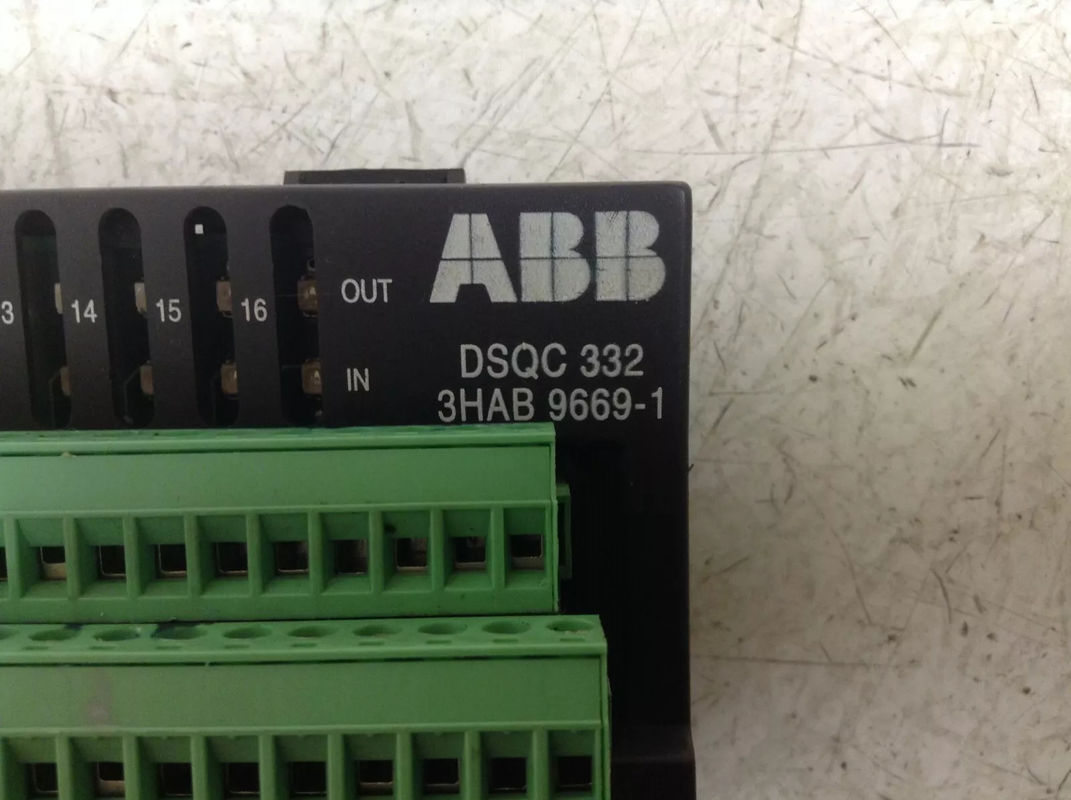 ABB
OUT
3 14 15 16
IN
DSQC 332
3HAB 9669-1